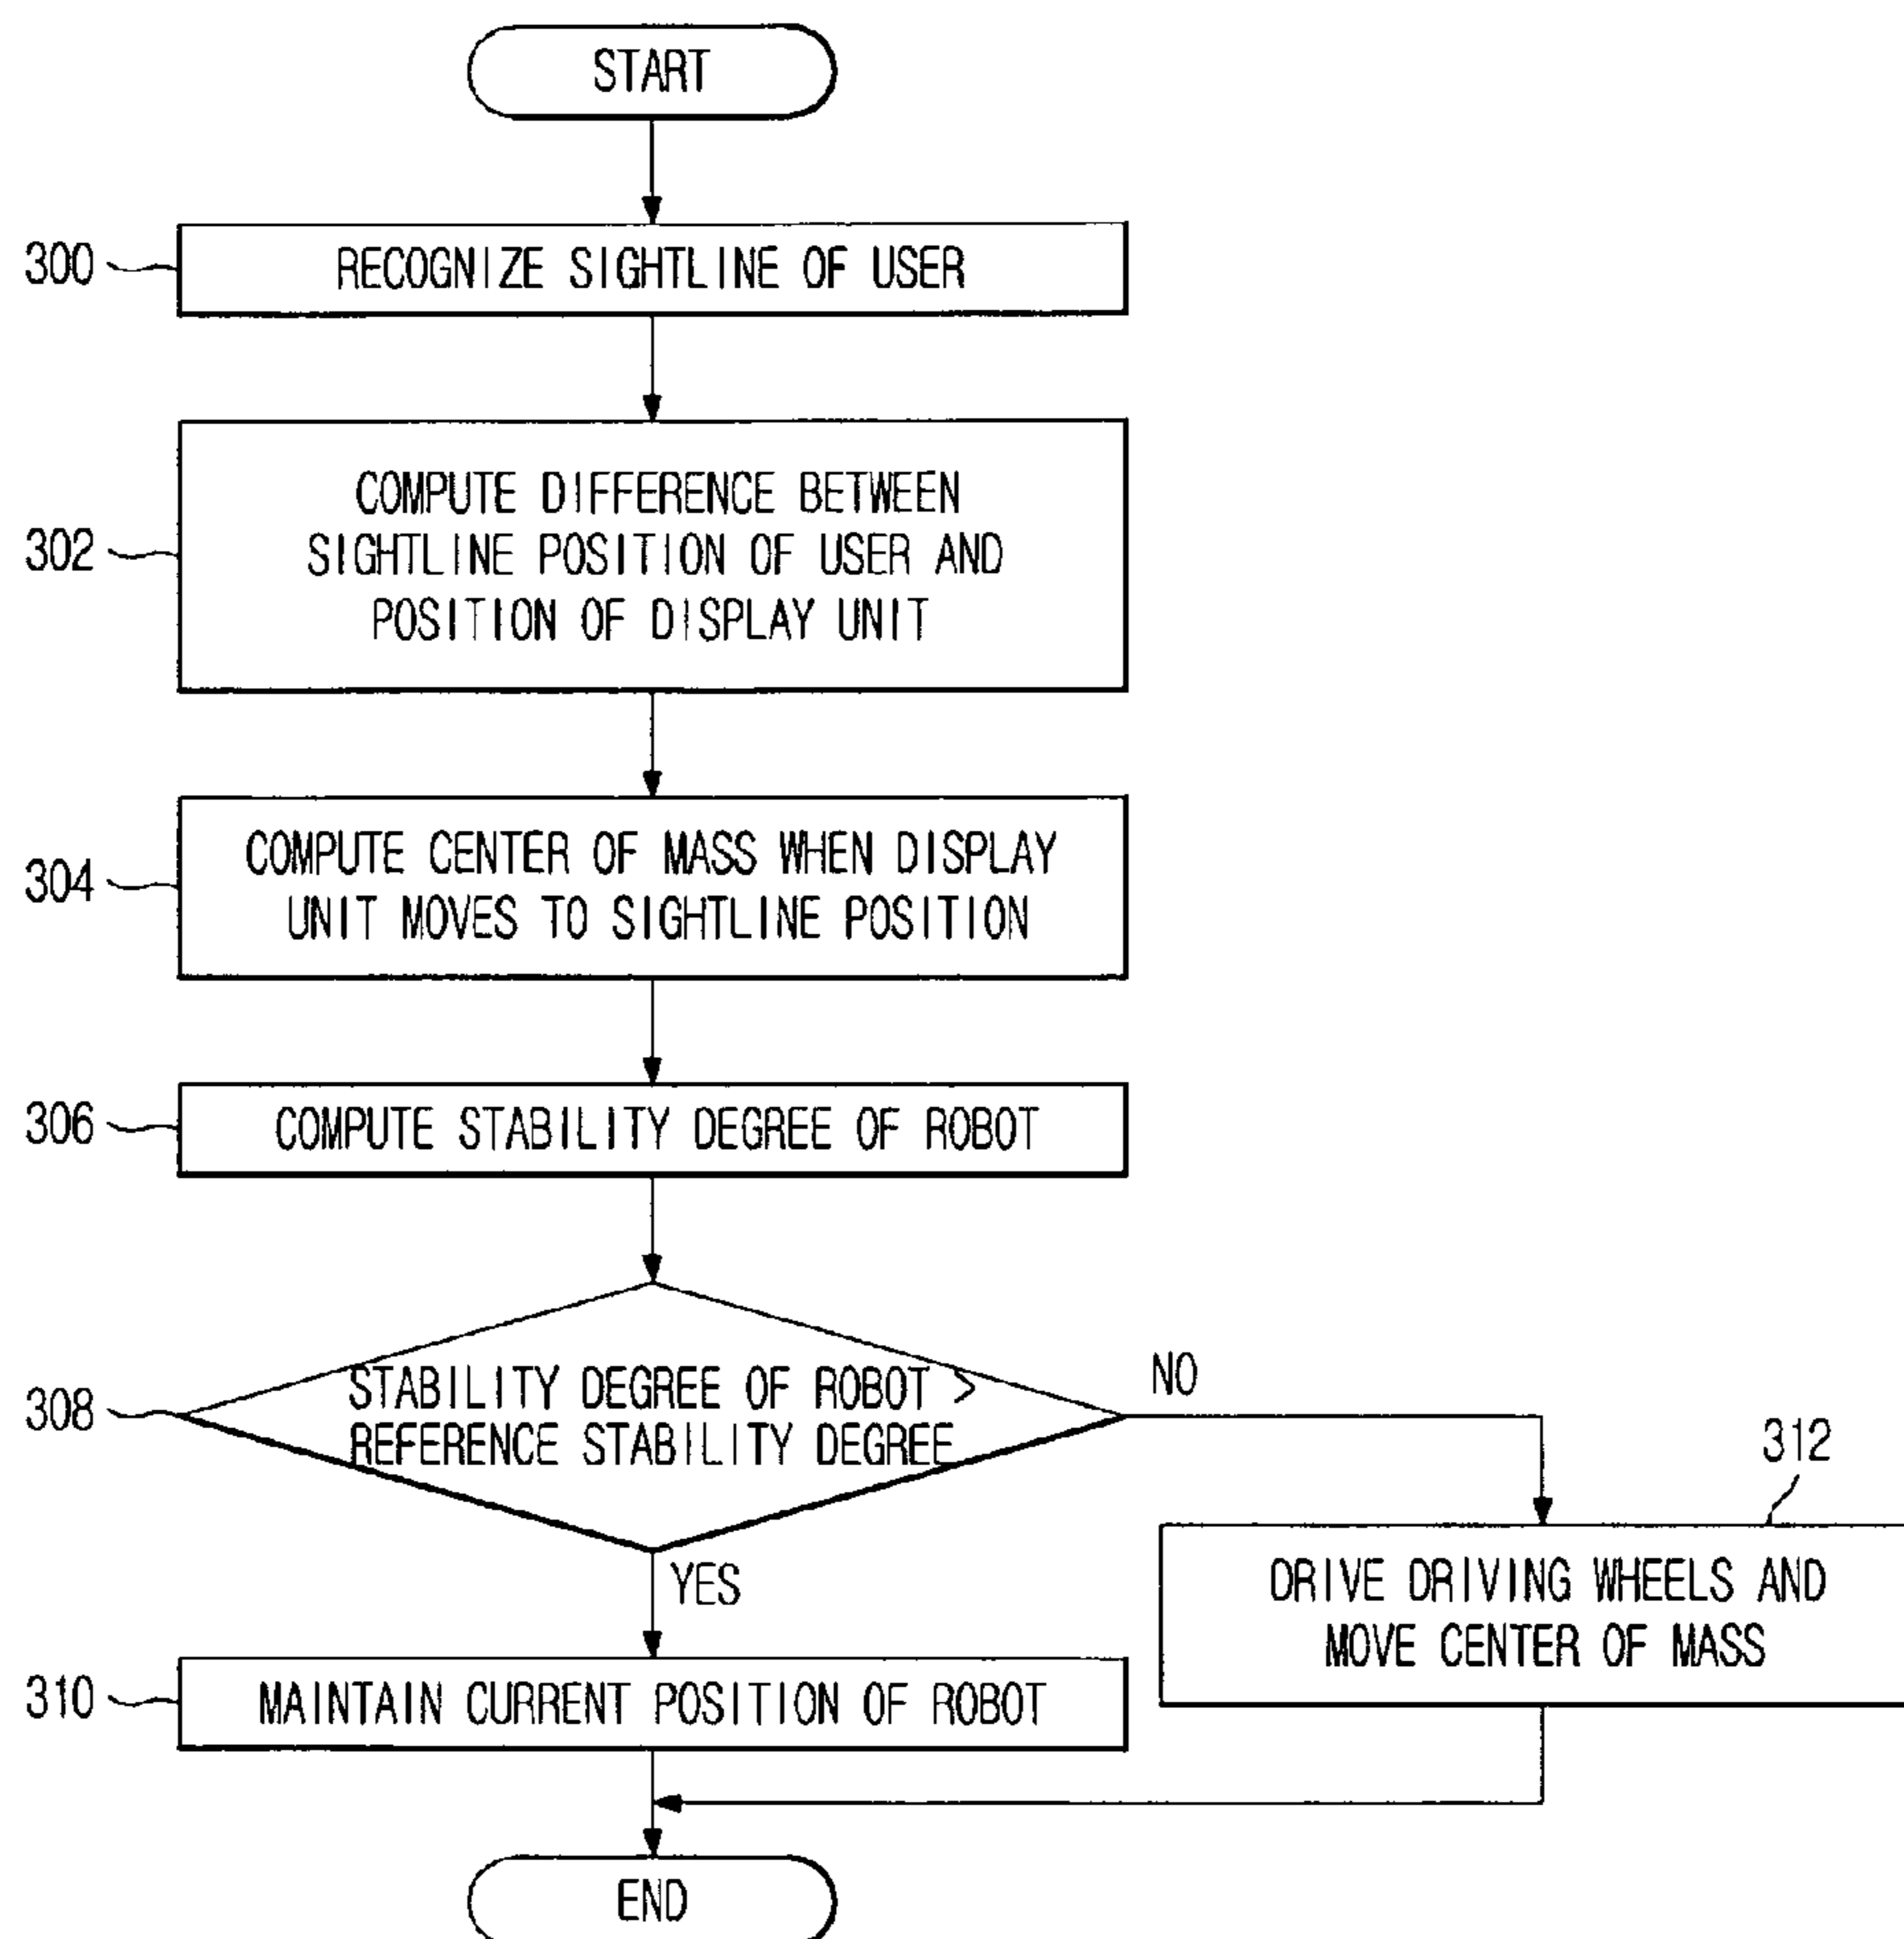 START
300
RECOGNIZE SIGHTLINE OF USER
302
COMPUTE DIFFERENCE BETWEEN
SIGHTLINE POSITION OF USER AND
POSITION OF DISPLAY UNIT
304
COMPUTE CENTER OF MASS WHEN DISPLAY
UNIT MOVES TO SIGHTLINE POSITION
306
COMPUTE STABILITY DEGREE OF ROBOT
308
STABILITY DEGREE OF ROBOT >
REFERENCE STABILITY DEGREE
NO
312
DRIVE DRIVING WHEELS AND
MOVE CENTER OF MASS
YES
310
MAINTAIN CURRENT POSITION OF ROBOT
END